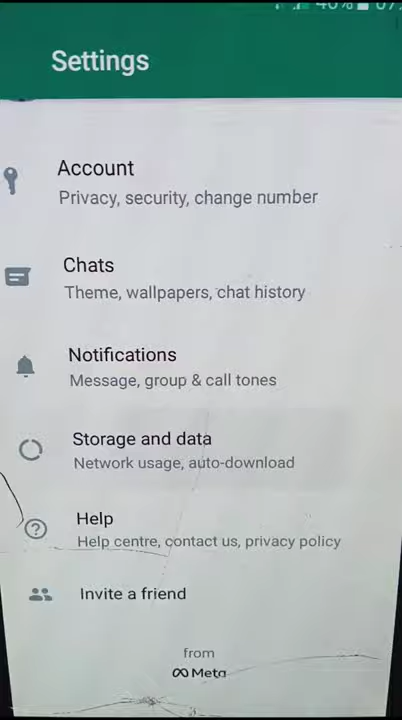 40%
Settings
Account
Privacy, security, change number
Chats
Theme, wallpapers, chat history
Notifications
Message, group & call tones
Storage and data
Network usage, auto-download
Help
Help centre, contact us, privacy policy
Invite a friend
from
Meta